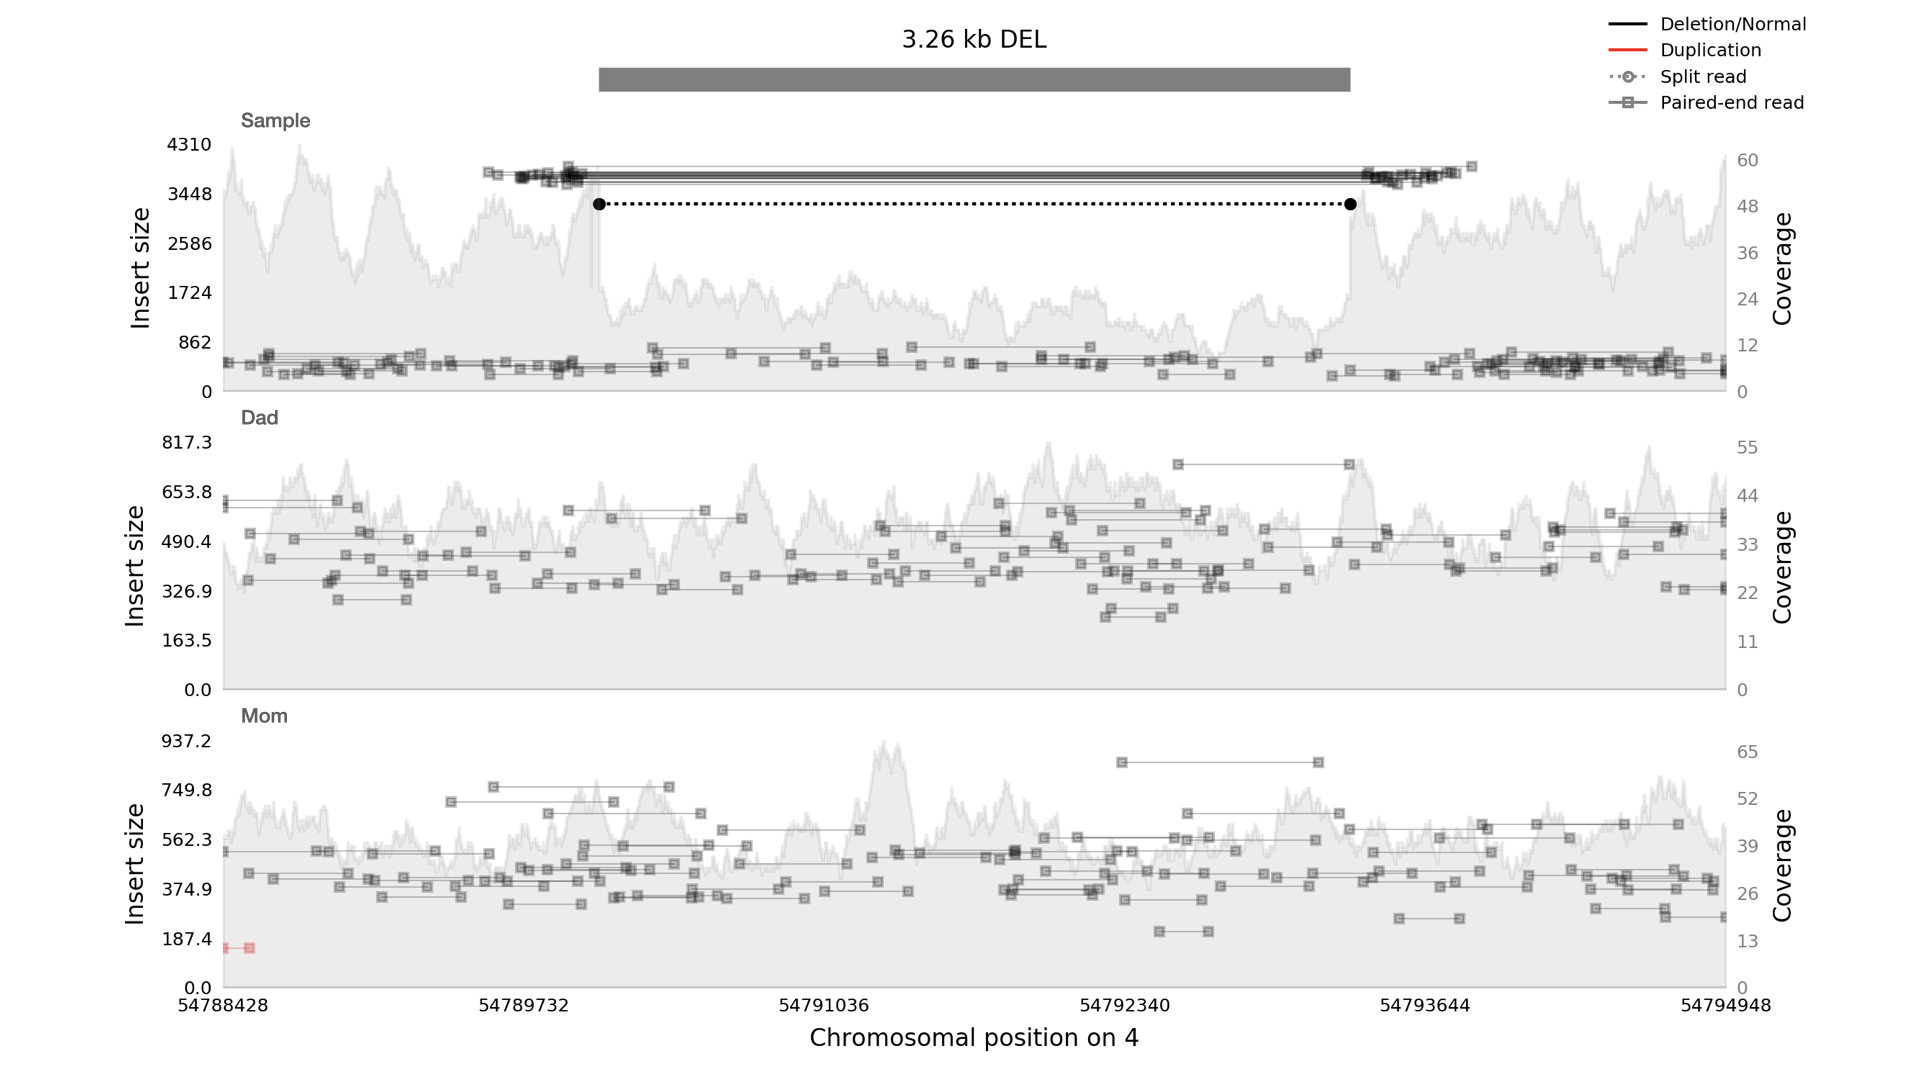 3.26 kb DEL
Deletion/Normal
Duplication
Split read
Paired-end read
Sample
4310
3448
2586
1724
862
0
Insert size
60
48
36
24
12
0
Coverage
Dad
817.3
653.8
490.4
326.9
163.5
0.0
Insert size
55
44
33
22
11
0
Coverage
Mom
937.2
749.8
562.3
374.9
187.4
0.0
Insert size
65
52
39
26
13
0
Coverage
54788428 54789732 54791036 54792340 54793644 54794948
Chromosomal position on 4